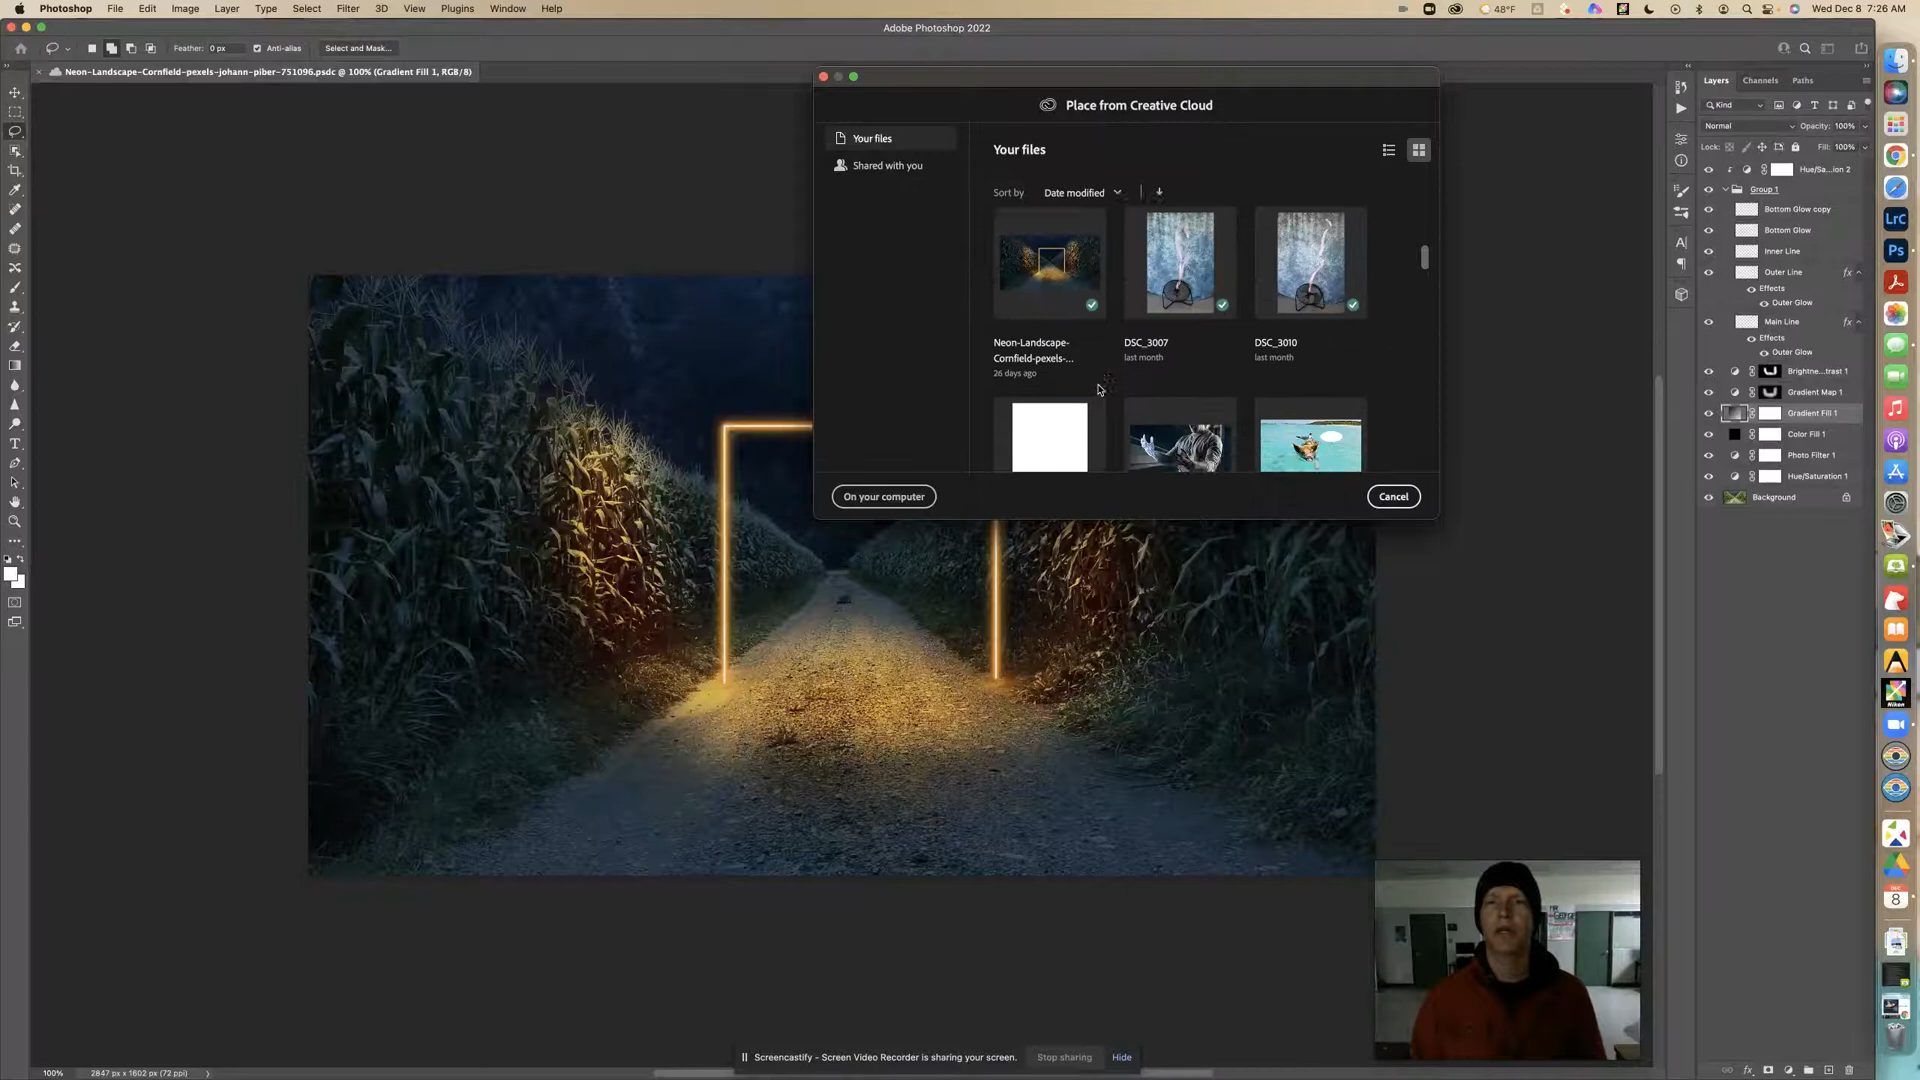 Photoshop File Edit Image Layer Type Select Filter 3D View Plugins Window Help
48°F Wed Dec 8 7:26 AM
Adobe Photoshop 2022
Feather: 0 px Anti-alias Select and Mask...
Neon-Landscape-Cornfield-pexels-johann-piber-751096.psdc @ 100% (Gradient Fill 1, RGB/8)
Place from Creative Cloud
Your files
Shared with you
Your files
Sort by Date modified
Neon-Landscape-
Cornfield-pexels-...
26 days ago
DSC_3007
last month
DSC_3010
last month
On your computer
Cancel
Layers Channels Paths
Kind
Normal Opacity: 100%
Lock: Fill: 100%
Hue/Sa...ion 2
Group 1
Bottom Glow copy
Bottom Glow
Inner Line
Outer Line fx
Effects
Outer Glow
Main Line fx
Effects
Outer Glow
Brightne...trast 1
Gradient Map 1
Gradient Fill 1
Color Fill 1
Photo Filter 1
Hue/Saturation 1
Background
LrC
Ps
Nikon
DEC
8
Screencastify - Screen Video Recorder is sharing your screen. Stop sharing Hide
100% 2847 px x 1602 px (72 ppi)